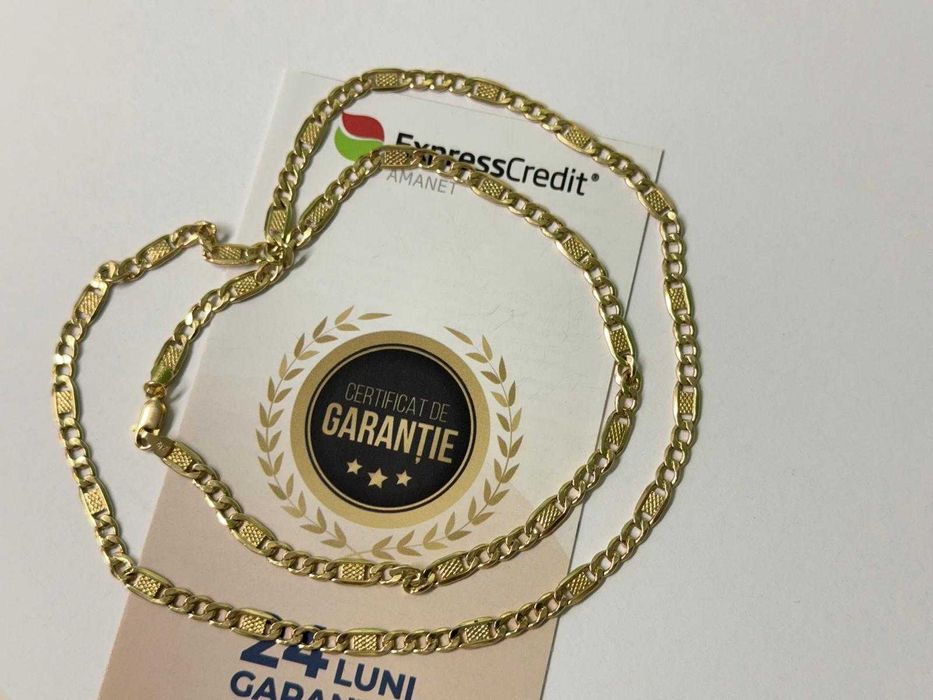 ExpressCredit®
AMANET
CERTIFICAT DE
GARANȚIE
24 LUNI